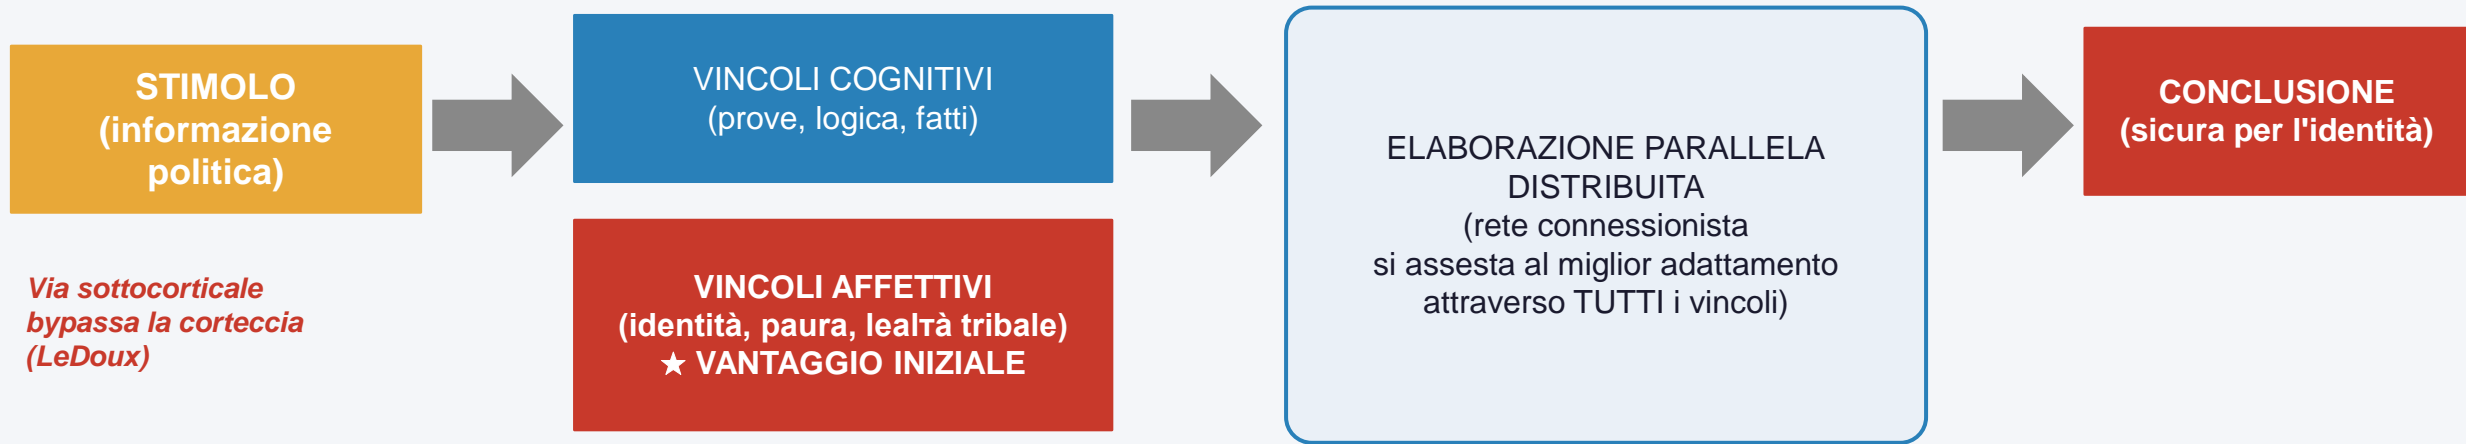 STIMOLO
(informazione
politica)
Via sottocorticale
bypassa la corteccia
(LeDoux)
VINCOLI COGNITIVI
(prove, logica, fatti)
VINCOLI AFFETTIVI
(identità, paura, lealтà tribale)
★ VANTAGGIO INIZIALE
ELABORAZIONE PARALLELA
DISTRIBUITA
(rete connessionista
si assesta al miglior adattamento
attraverso TUTTI i vincoli)
CONCLUSIONE
(sicura per l'identità)